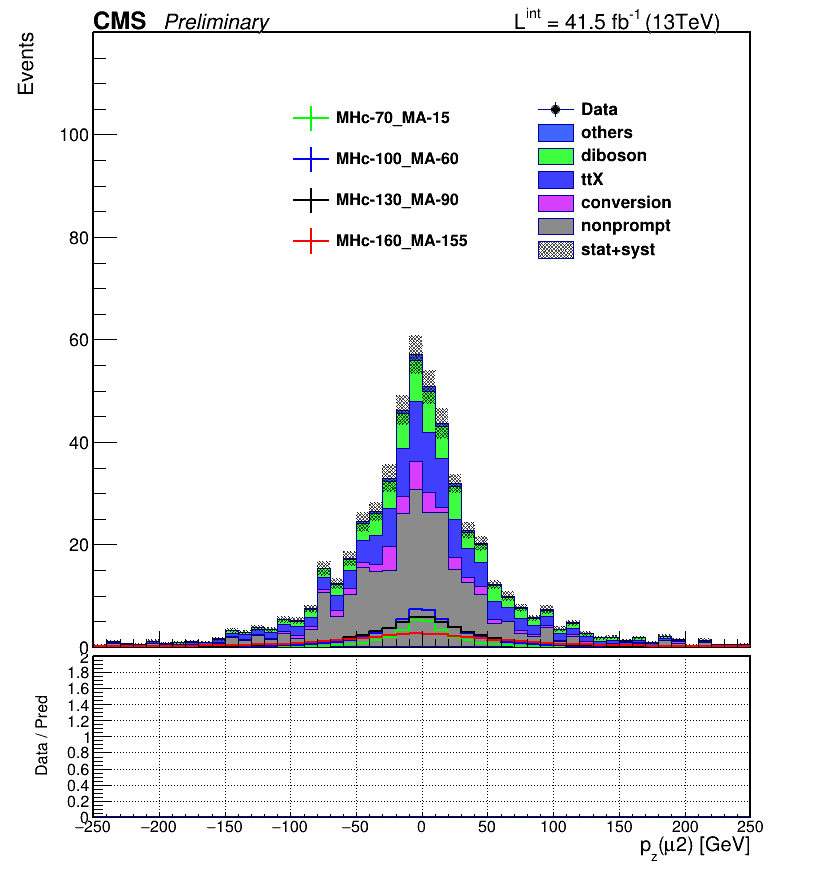 CMS Preliminary L^int = 41.5 fb^-1 (13TeV)
Events
100
80
60
40
20
0
MHc-70_MA-15
MHc-100_MA-60
MHc-130_MA-90
MHc-160_MA-155
Data
others
diboson
ttX
conversion
nonprompt
stat+syst
Data / Pred
2
1.8
1.6
1.4
1.2
1
0.8
0.6
0.4
0.2
0
−250 −200 −150 −100 −50 0 50 100 150 200 250
p_z(μ2) [GeV]